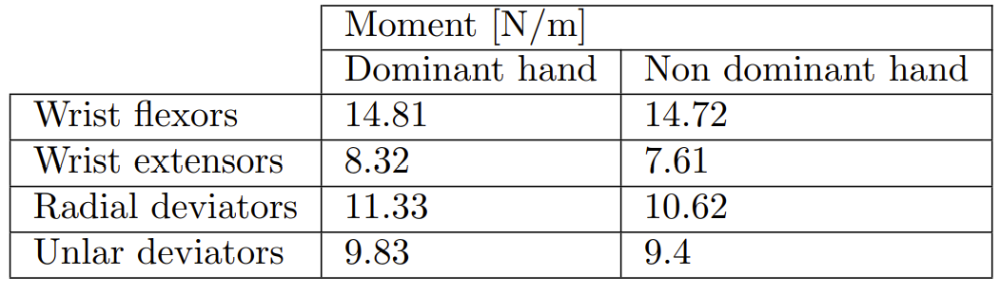 Moment [N/m]
Dominant hand Non dominant hand
Wrist flexors 14.81 14.72
Wrist extensors 8.32 7.61
Radial deviators 11.33 10.62
Unlar deviators 9.83 9.4